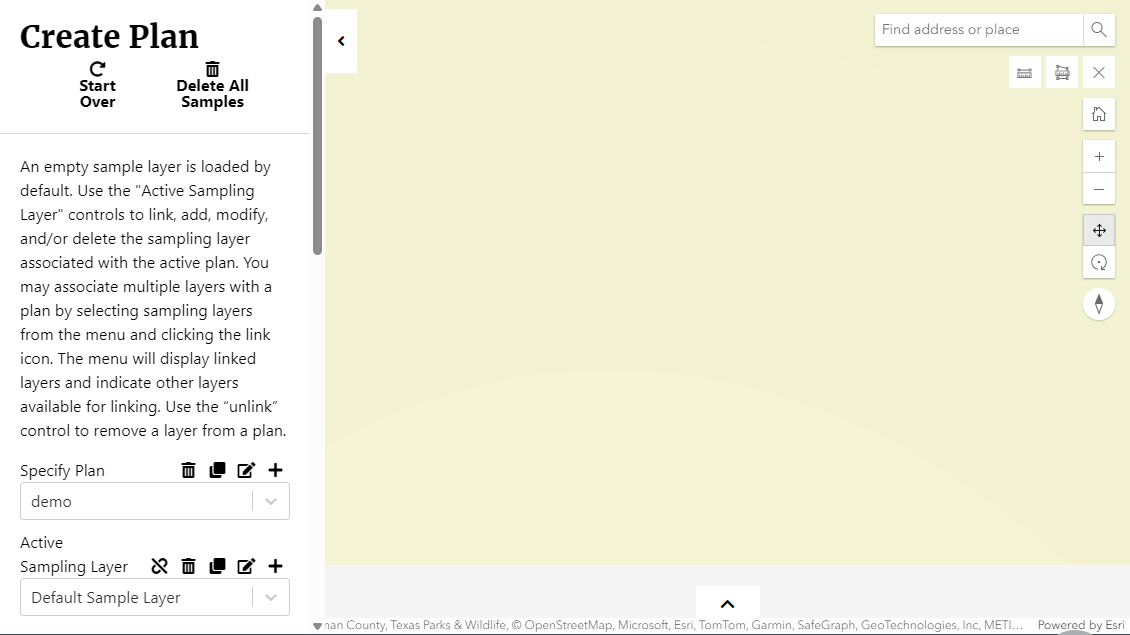 Create Plan
Start
Over
Delete All
Samples
An empty sample layer is loaded by
default. Use the "Active Sampling
Layer" controls to link, add, modify,
and/or delete the sampling layer
associated with the active plan. You
may associate multiple layers with a
plan by selecting sampling layers
from the menu and clicking the link
icon. The menu will display linked
layers and indicate other layers
available for linking. Use the “unlink”
control to remove a layer from a plan.
Specify Plan
demo
Active
Sampling Layer
Default Sample Layer
Find address or place
County, Texas Parks & Wildlife, © OpenStreetMap, Microsoft, Esri, TomTom, Garmin, SafeGraph, GeoTechnologies, Inc, METI... Powered by Esri